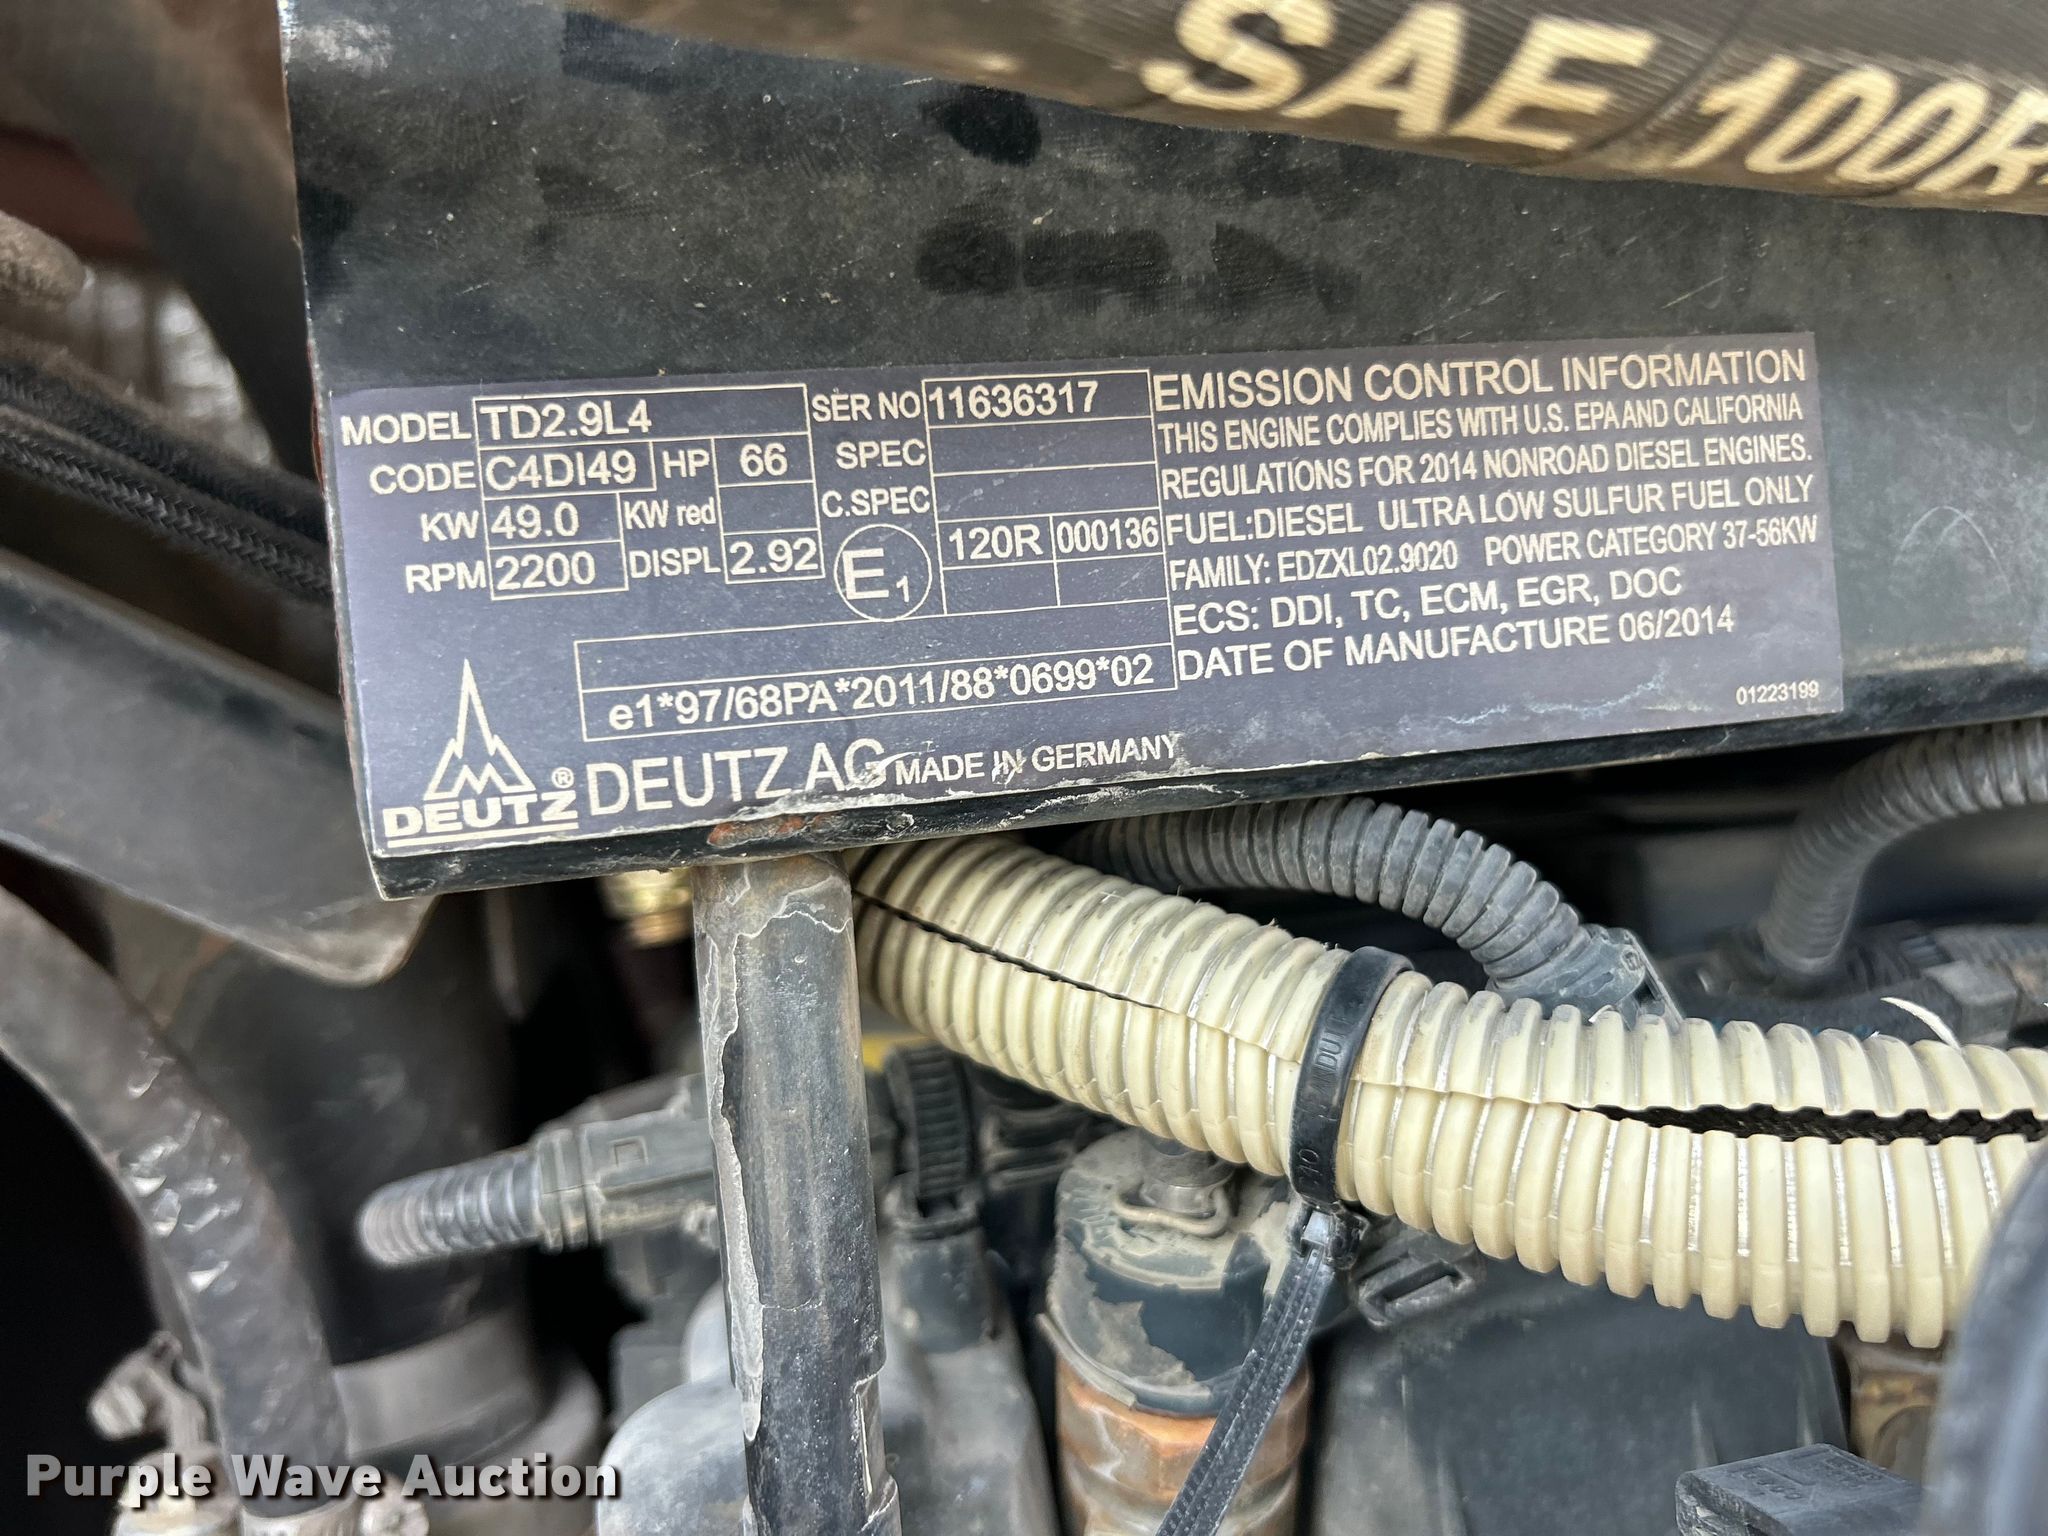 SAE 100R
MODEL TD2.9L4
CODE C4DI49 HP 66
KW 49.0 KW red
RPM 2200 DISPL 2.92
SER NO 11636317
SPEC
C.SPEC
E1 120R 000136
e1*97/68PA*2011/88*0699*02
DEUTZ® DEUTZ AG MADE IN GERMANY
EMISSION CONTROL INFORMATION
THIS ENGINE COMPLIES WITH U.S. EPA AND CALIFORNIA
REGULATIONS FOR 2014 NONROAD DIESEL ENGINES.
FUEL:DIESEL ULTRA LOW SULFUR FUEL ONLY
FAMILY: EDZXL02.9020 POWER CATEGORY 37-56KW
ECS: DDI, TC, ECM, EGR, DOC
DATE OF MANUFACTURE 06/2014
01223199
Purple Wave Auction